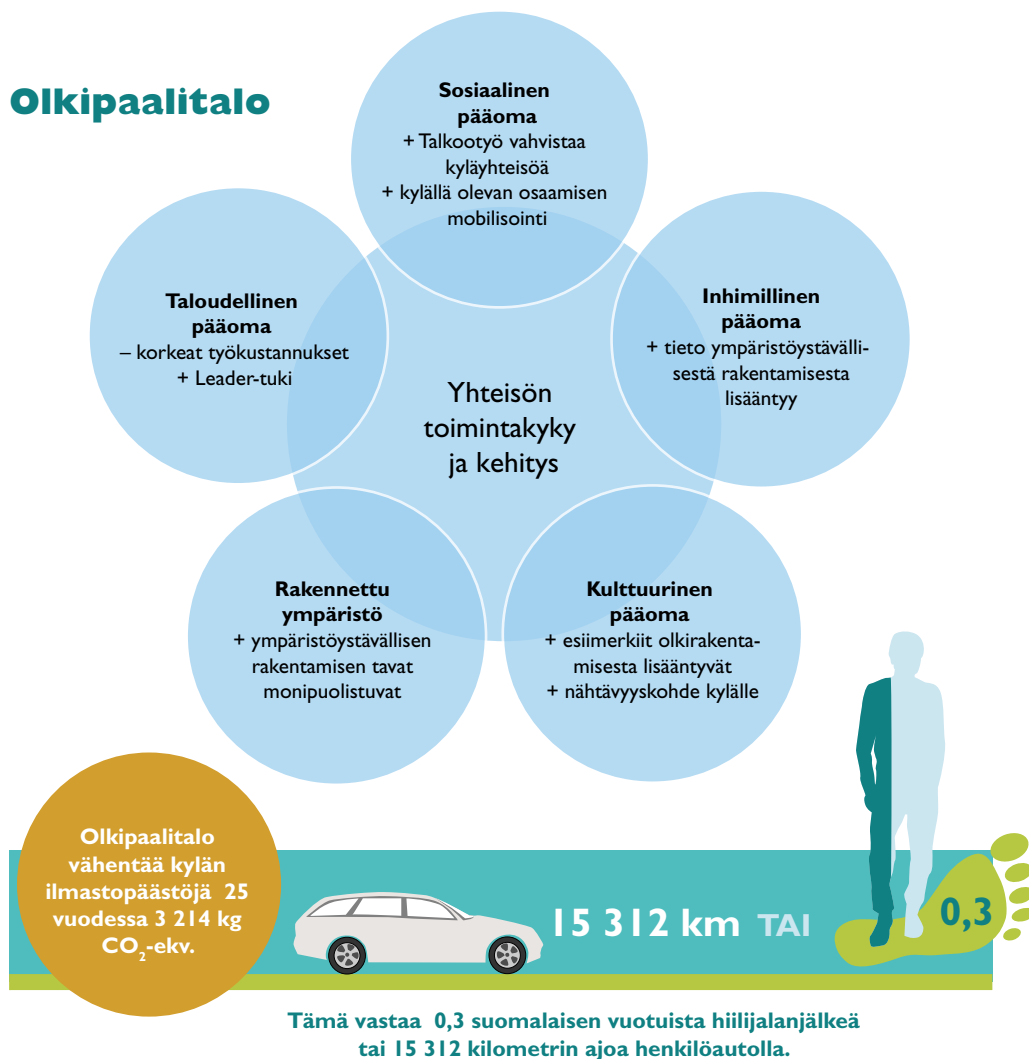 Olkipaalitalo
Sosiaalinen
pääoma
+ Talkootyö vahvistaa
kyläyhteisöä
+ kylällä olevan osaamisen
mobilisointi
Taloudellinen
pääoma
– korkeat työkustannukset
+ Leader-tuki
Inhimillinen
pääoma
+ tieto ympäristöystävälli-
sestä rakentamisesta
lisääntyy
Yhteisön
toimintakyky
ja kehitys
Rakennettu
ympäristö
+ ympäristöystävällisen
rakentamisen tavat
monipuolistuvat
Kulttuurinen
pääoma
+ esiimerkiit olkirakenta-
misesta lisääntyvät
+ nähtävyyskohde kylälle
Olkipaalitalo
vähentää kylän
ilmastopäästöjä 25
vuodessa 3 214 kg
CO₂-ekv.
15 312 km TAI
0,3
Tämä vastaa 0,3 suomalaisen vuotuista hiilijalanjälkeä
tai 15 312 kilometrin ajoa henkilöautolla.